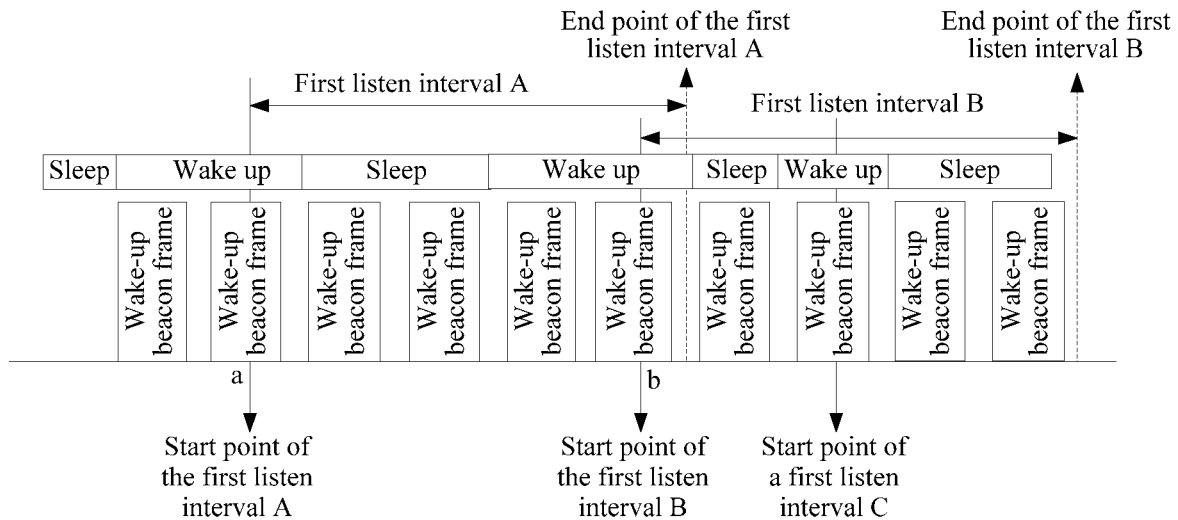 End point of the first
listen interval A
End point of the first
listen interval B
First listen interval A
First listen interval B
Sleep
Wake up
Sleep
Wake up
Sleep
Wake up
Sleep
Wake-up
beacon frame
Wake-up
beacon frame
Wake-up
beacon frame
Wake-up
beacon frame
Wake-up
beacon frame
Wake-up
beacon frame
Wake-up
beacon frame
Wake-up
beacon frame
Wake-up
beacon frame
Wake-up
beacon frame
a
b
Start point of
the first listen
interval A
Start point of
the first listen
interval B
Start point of
a first listen
interval C